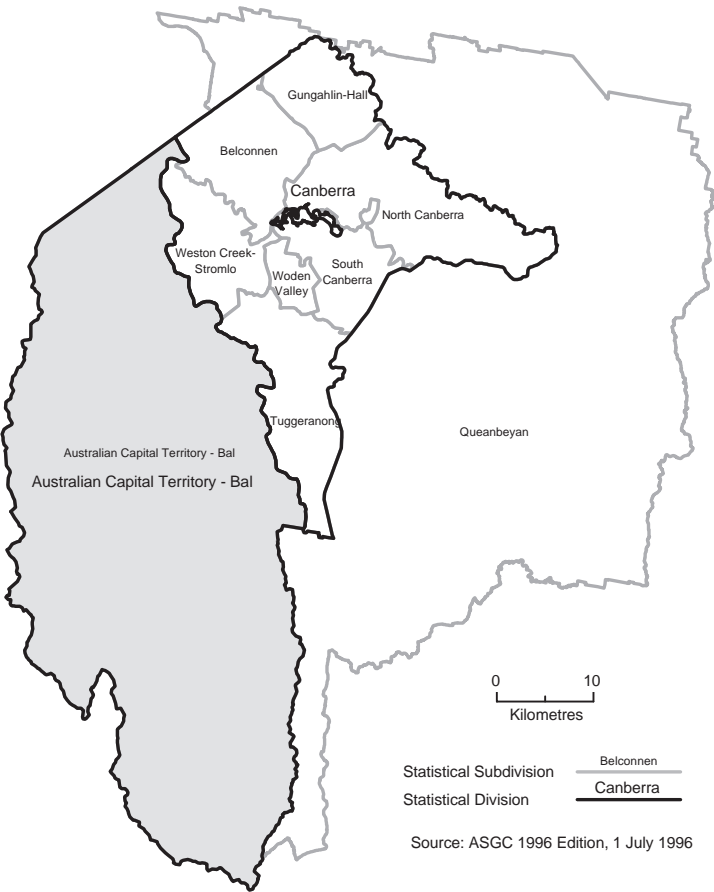 Gungahlin-Hall
Belconnen
Canberra
North Canberra
Weston Creek-
Stromlo
South
Canberra
Woden
Valley
Tuggeranong
Queanbeyan
Australian Capital Territory - Bal
Australian Capital Territory - Bal
0 10
Kilometres
Belconnen
Statistical Subdivision
Canberra
Statistical Division
Source: ASGC 1996 Edition, 1 July 1996